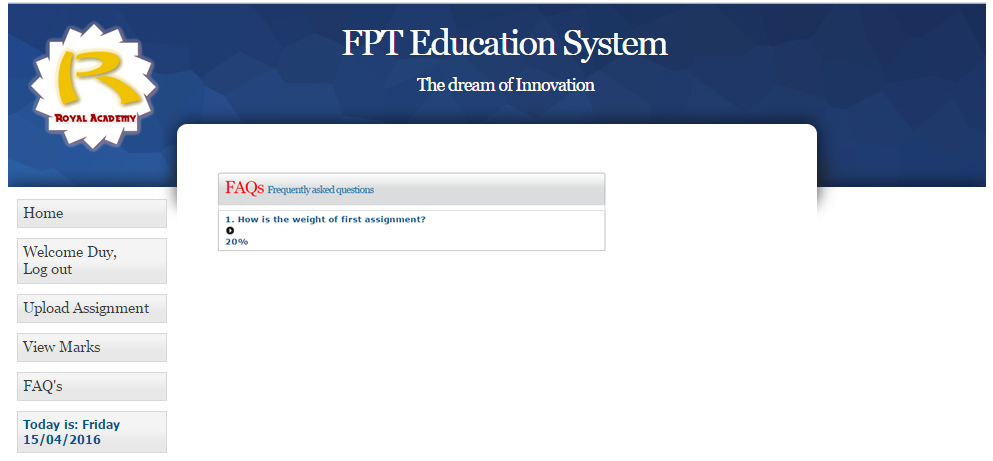 FPT Education System
The dream of Innovation
R
Royal Academy
FAQs Frequently asked questions
1. How is the weight of first assignment?
20%
Home
Welcome Duy,
Log out
Upload Assignment
View Marks
FAQ's
Today is: Friday
15/04/2016